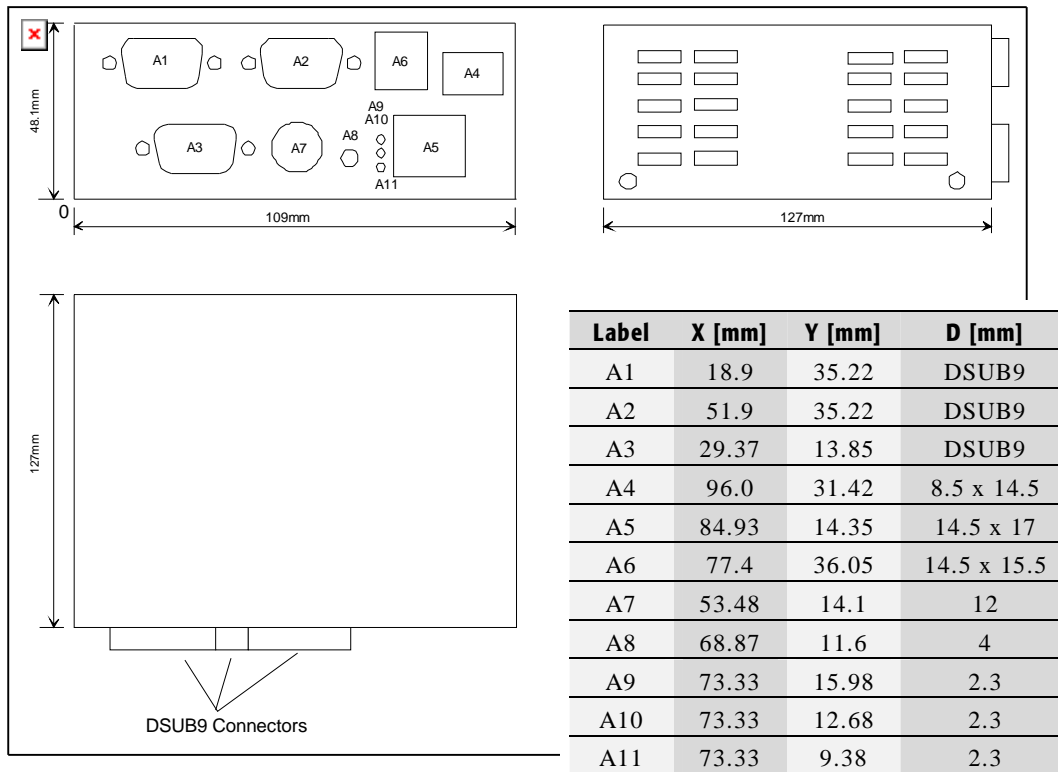 A1
A2
A6
A4
A9
A10
A8
A3
A7
A5
A11
48.1mm
0
109mm
127mm
127mm
DSUB9 Connectors
Label X [mm] Y [mm] D [mm]
A1 18.9 35.22 DSUB9
A2 51.9 35.22 DSUB9
A3 29.37 13.85 DSUB9
A4 96.0 31.42 8.5 x 14.5
A5 84.93 14.35 14.5 x 17
A6 77.4 36.05 14.5 x 15.5
A7 53.48 14.1 12
A8 68.87 11.6 4
A9 73.33 15.98 2.3
A10 73.33 12.68 2.3
A11 73.33 9.38 2.3